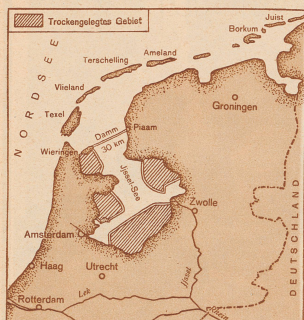 Trockengelegtes Gebiet
Juist
Borkum
NORDSEE
Ameland
Terschelling
Vlieland
Texel
Groningen
Damm
30 km
Piaam
Wieringen
Ijssel-See
Zwolle
Amsterdam
Haag
Utrecht
Ijssel
DEUTSCHLAND
Lek
Rotterdam
Rhein